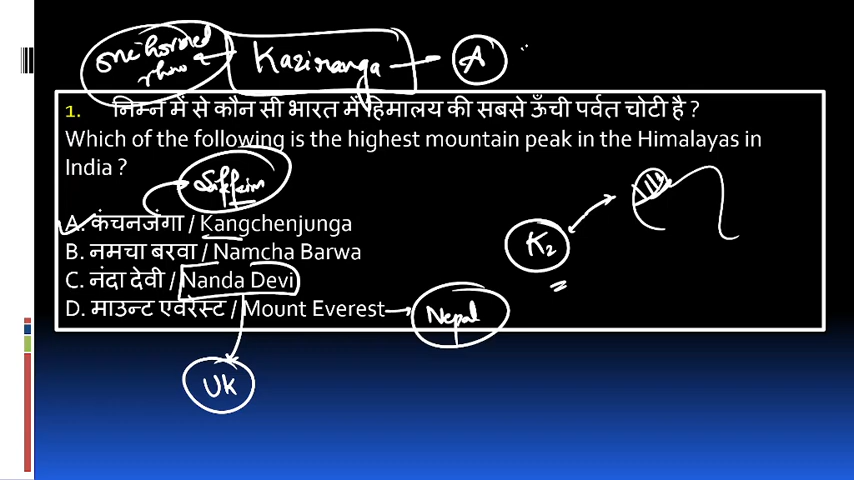 one horned
rhino
Kaziranga
A
1. निम्न में से कौन सी भारत में हिमालय की सबसे ऊँची पर्वत चोटी है ?
Which of the following is the highest mountain peak in the Himalayas in
India ?
Sikkim
A. कंचनजंगा / Kangchenjunga
B. नमचा बरवा / Namcha Barwa
K2
C. नंदा देवी / Nanda Devi
D. माउन्ट एवरेस्ट / Mount Everest
Nepal
UK